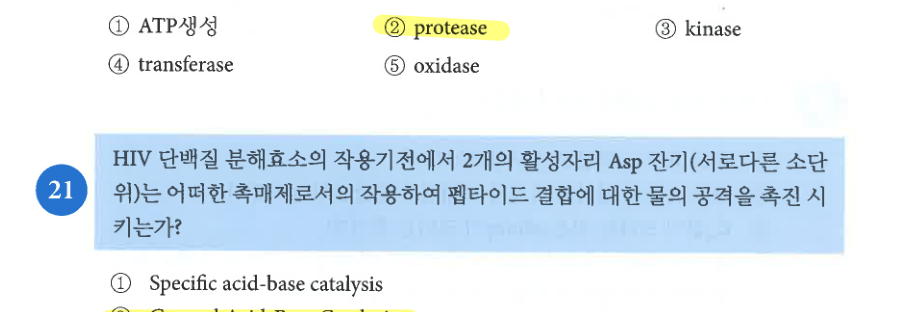 ① ATP생성 ② protease ③ kinase
④ transferase ⑤ oxidase
21 HIV 단백질 분해효소의 작용기전에서 2개의 활성자리 Asp 잔기(서로다른 소단
위)는 어떠한 촉매제로서의 작용하여 펩타이드 결합에 대한 물의 공격을 촉진 시
키는가?
① Specific acid-base catalysis